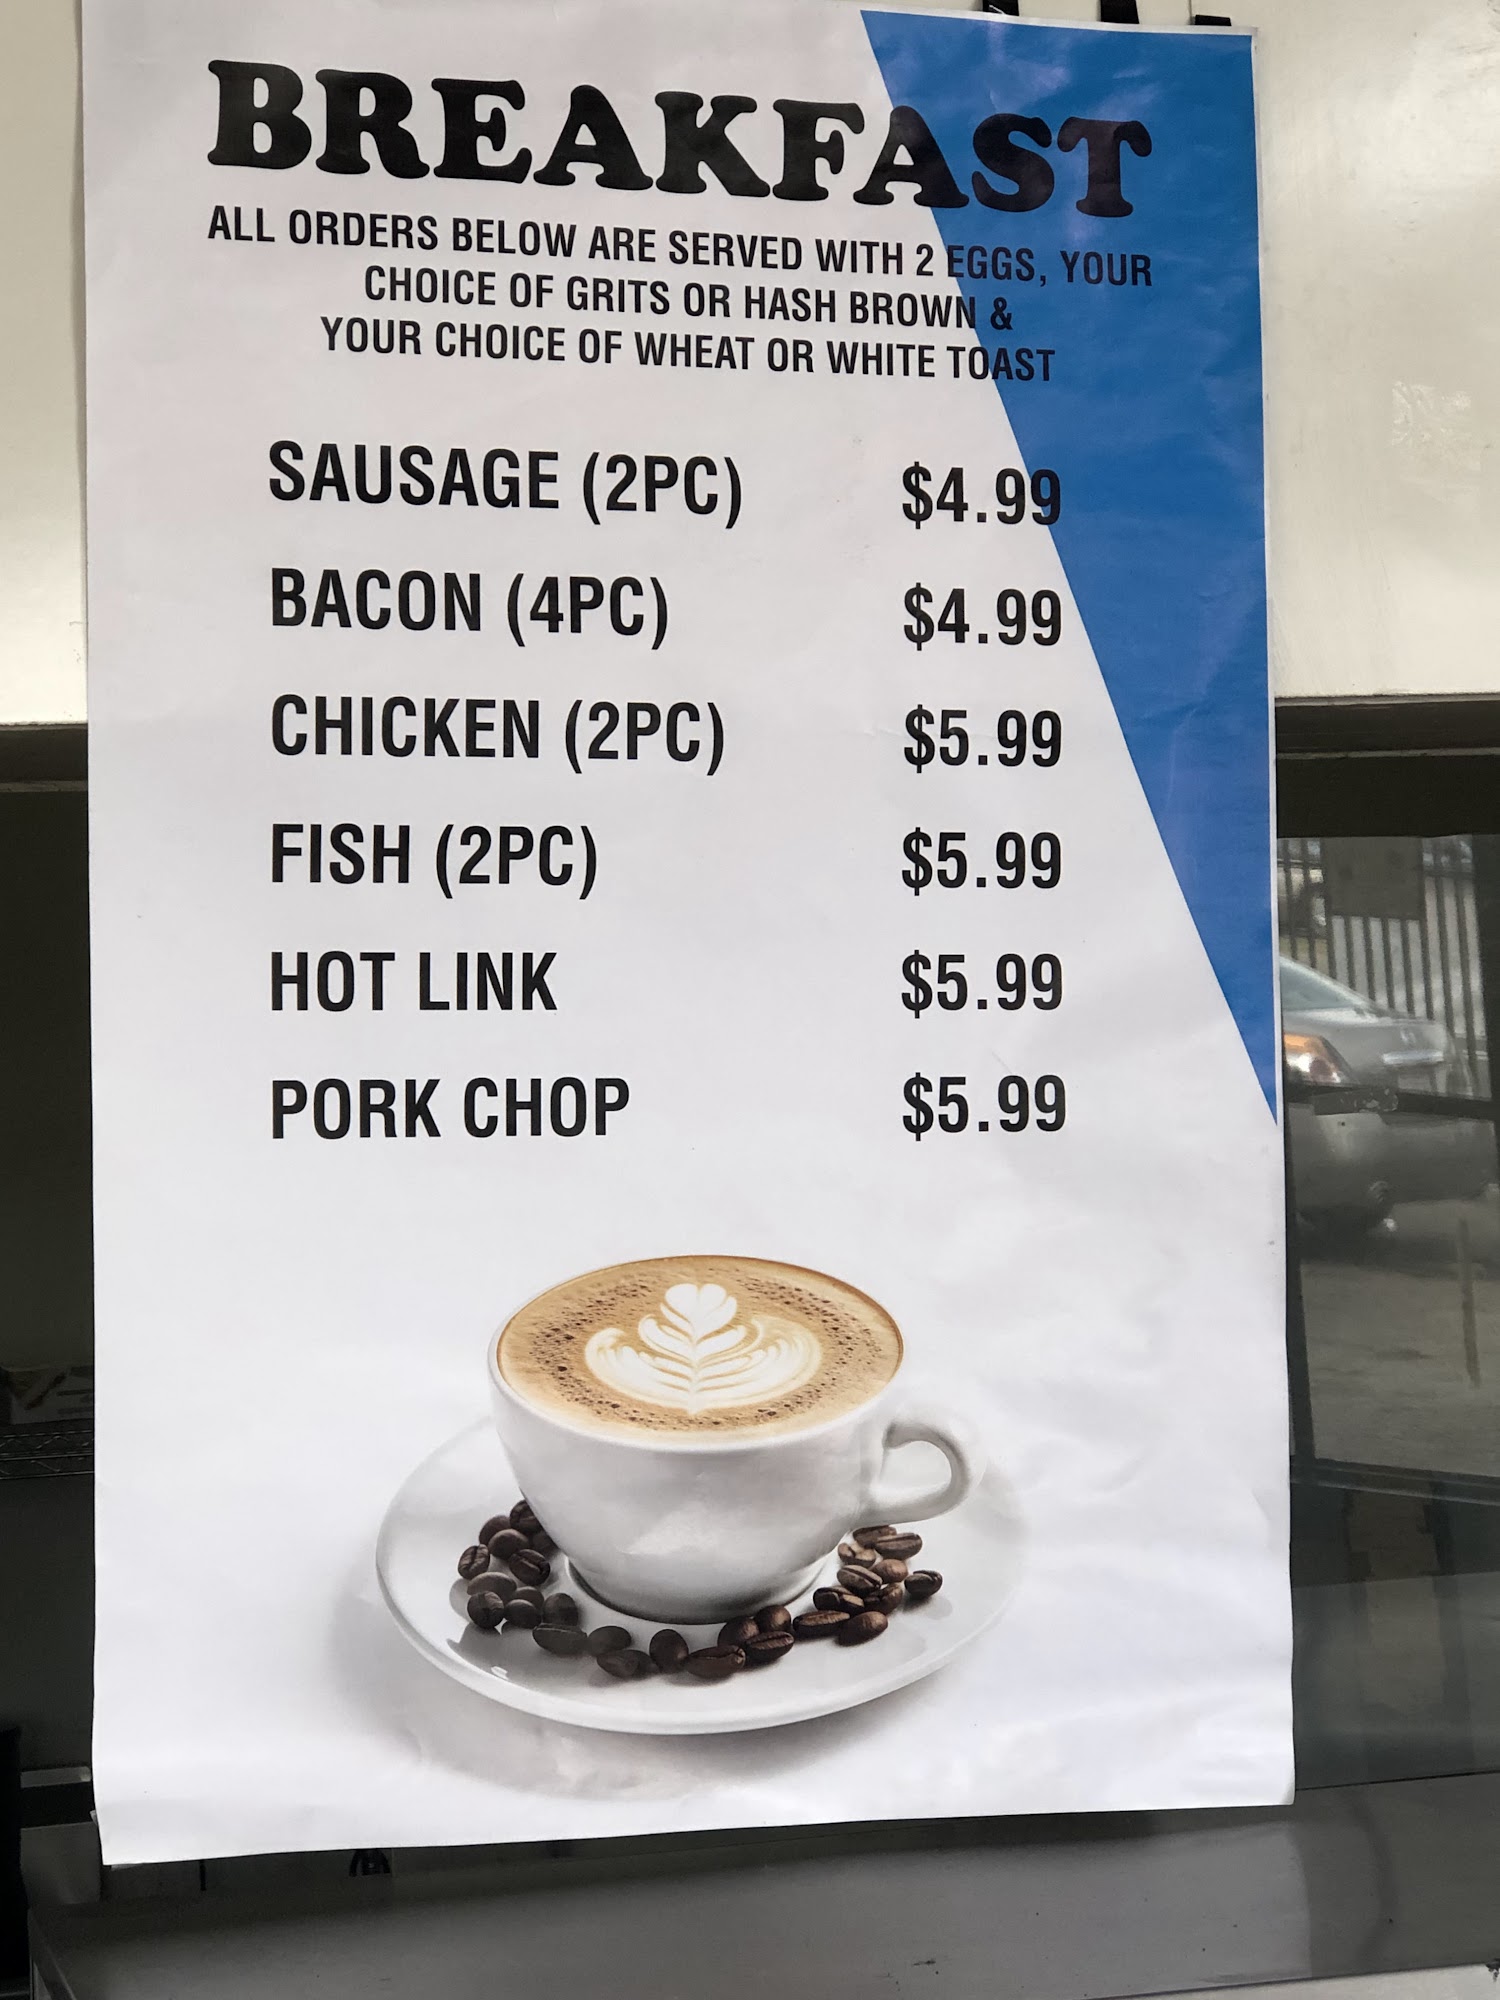 BREAKFAST
ALL ORDERS BELOW ARE SERVED WITH 2 EGGS, YOUR
CHOICE OF GRITS OR HASH BROWN &
YOUR CHOICE OF WHEAT OR WHITE TOAST
SAUSAGE (2PC) $4.99
BACON (4PC) $4.99
CHICKEN (2PC) $5.99
FISH (2PC) $5.99
HOT LINK $5.99
PORK CHOP $5.99